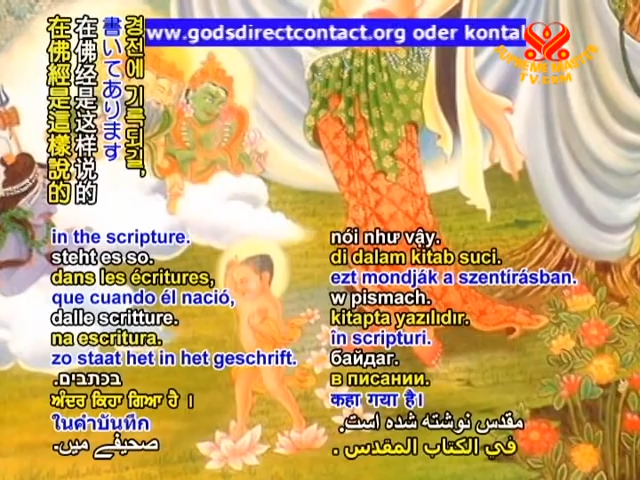 ww.godsdirectcontact.org oder kontak
SUPREME MASTER
TV.COM
경전에 기록되길,
書いてあります
在佛经是这样说的
在佛經是這樣說的
in the scripture.
steht es so.
dans les écritures,
que cuando él nació,
dalle scritture.
na escritura.
zo staat het in het geschrift.
בכתבים.
ਅੰਦਰ ਕਿਹਾ ਗਿਆ ਹੈ ।
ในคำบันทึก
صحیفے میں.
nói như vậy.
di dalam kitab suci.
ezt mondják a szentírásban.
w pismach.
kitapta yazılıdır.
în scripturi.
байдаг.
в писании.
कहा गया है।
مقدس نوشته شده است.
في الكتاب المقدس .